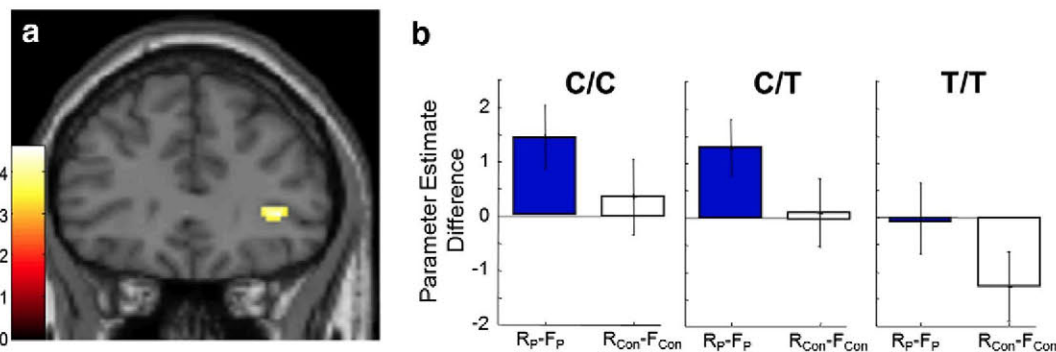 a
4
3
2
1
0
b
C/C
C/T
T/T
Parameter Estimate
Difference
2
1
0
-1
-2
R_P-F_P
R_Con-F_Con
R_P-F_P
R_Con-F_Con
R_P-F_P
R_Con-F_Con